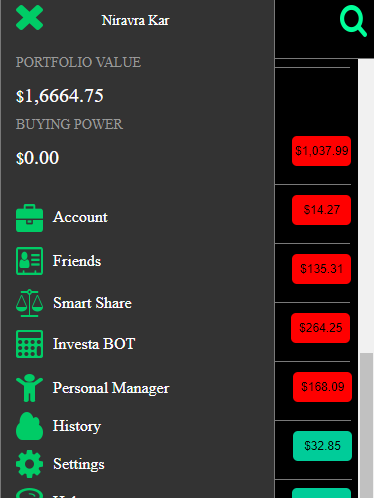 Niravra Kar
PORTFOLIO VALUE
$1,6664.75
BUYING POWER
$0.00
Account
Friends
Smart Share
Investa BOT
Personal Manager
History
Settings
$1,037.99
$14.27
$135.31
$264.25
$168.09
$32.85